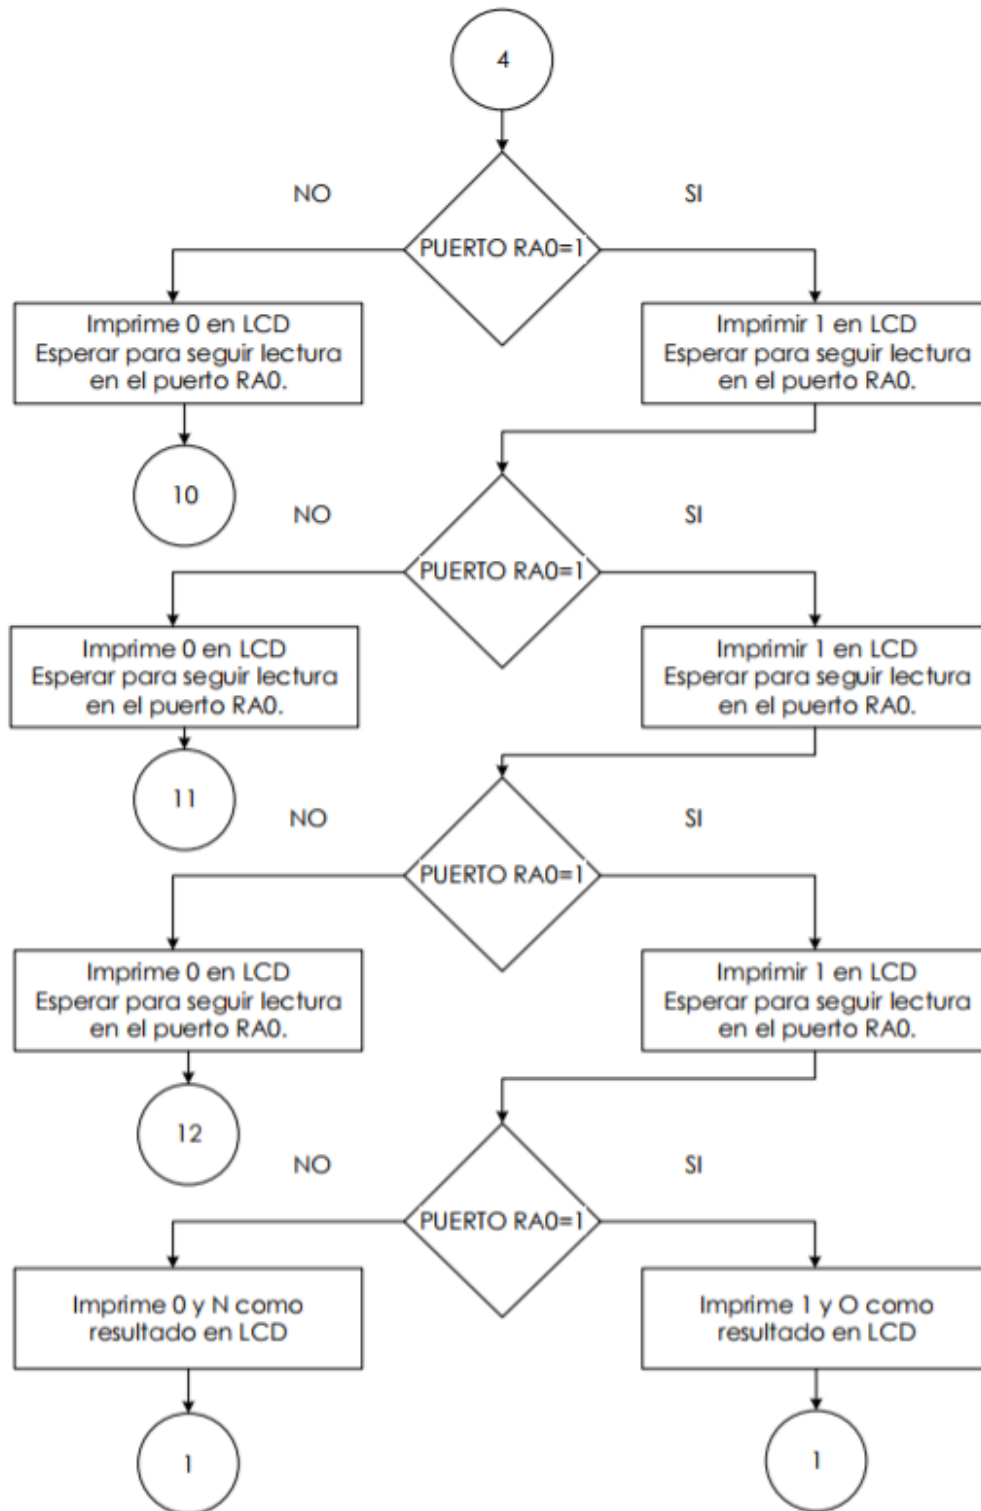 4
NO
SI
PUERTO RA0=1
Imprime 0 en LCD
Esperar para seguir lectura
en el puerto RA0.
Imprimir 1 en LCD
Esperar para seguir lectura
en el puerto RA0.
10
NO
SI
PUERTO RA0=1
Imprime 0 en LCD
Esperar para seguir lectura
en el puerto RA0.
Imprimir 1 en LCD
Esperar para seguir lectura
en el puerto RA0.
11
NO
SI
PUERTO RA0=1
Imprime 0 en LCD
Esperar para seguir lectura
en el puerto RA0.
Imprimir 1 en LCD
Esperar para seguir lectura
en el puerto RA0.
12
NO
SI
PUERTO RA0=1
Imprime 0 y N como
resultado en LCD
Imprime 1 y O como
resultado en LCD
1
1